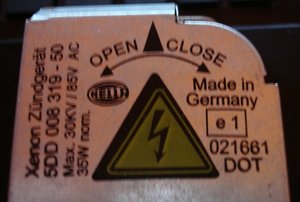 Xenon Zündgerät
5DD 008 319 - 50
Max. 30KV / 85V AC
35W nom.
OPEN CLOSE
HELLA
Made in
Germany
e 1
021661
DOT